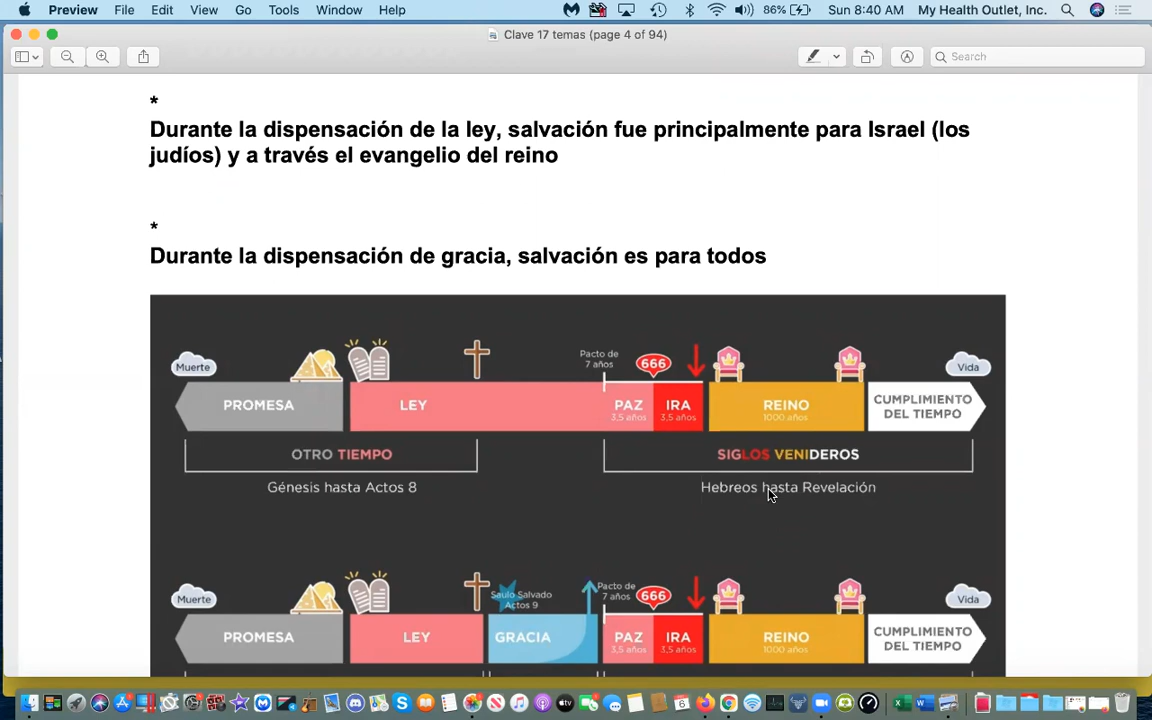 Preview File Edit View Go Tools Window Help 86% Sun 8:40 AM My Health Outlet, Inc.
Clave 17 temas (page 4 of 94)
Search
*
Durante la dispensación de la ley, salvación fue principalmente para Israel (los
judíos) y a través el evangelio del reino
*
Durante la dispensación de gracia, salvación es para todos
Muerte
Pacto de
7 años
666
Vida
PROMESA
LEY
PAZ
3,5 años
IRA
3,5 años
REINO
1000 años
CUMPLIMIENTO
DEL TIEMPO
OTRO TIEMPO
SIGLOS VENIDEROS
Génesis hasta Actos 8
Hebreos hasta Revelación
Muerte
Saulo Salvado
Actos 9
Pacto de
7 años
666
Vida
PROMESA
LEY
GRACIA
PAZ
3,5 años
IRA
3,5 años
REINO
1000 años
CUMPLIMIENTO
DEL TIEMPO